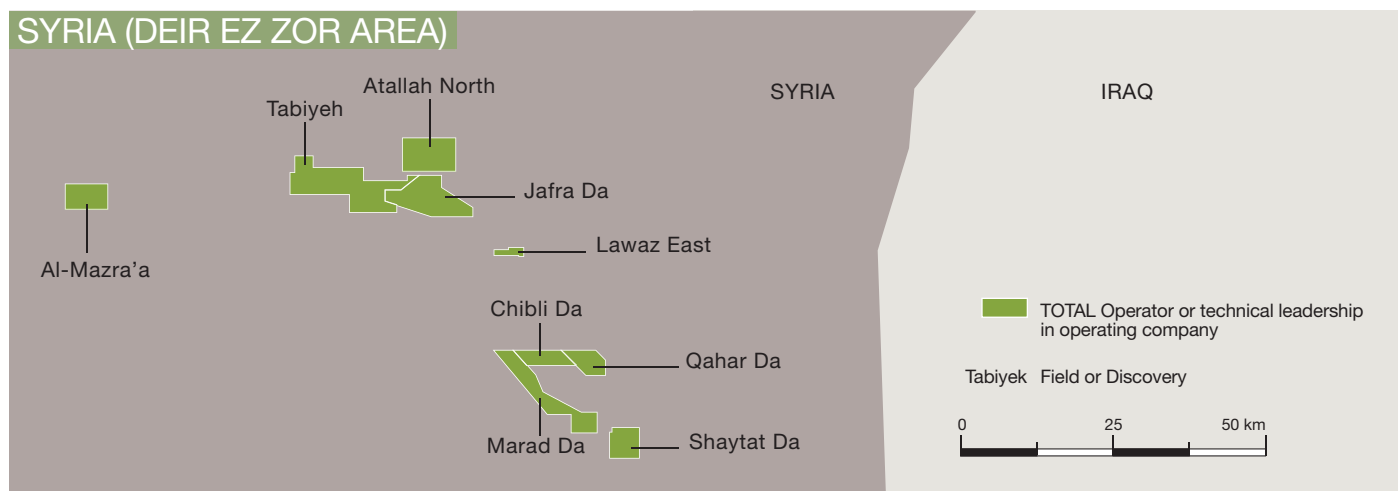 SYRIA (DEIR EZ ZOR AREA)
Atallah North
SYRIA
IRAQ
Tabiyeh
Jafra Da
Lawaz East
Al-Mazra’a
Chibli Da
TOTAL Operator or technical leadership
in operating company
Qahar Da
Tabiyek Field or Discovery
0 25 50 km
Marad Da
Shaytat Da